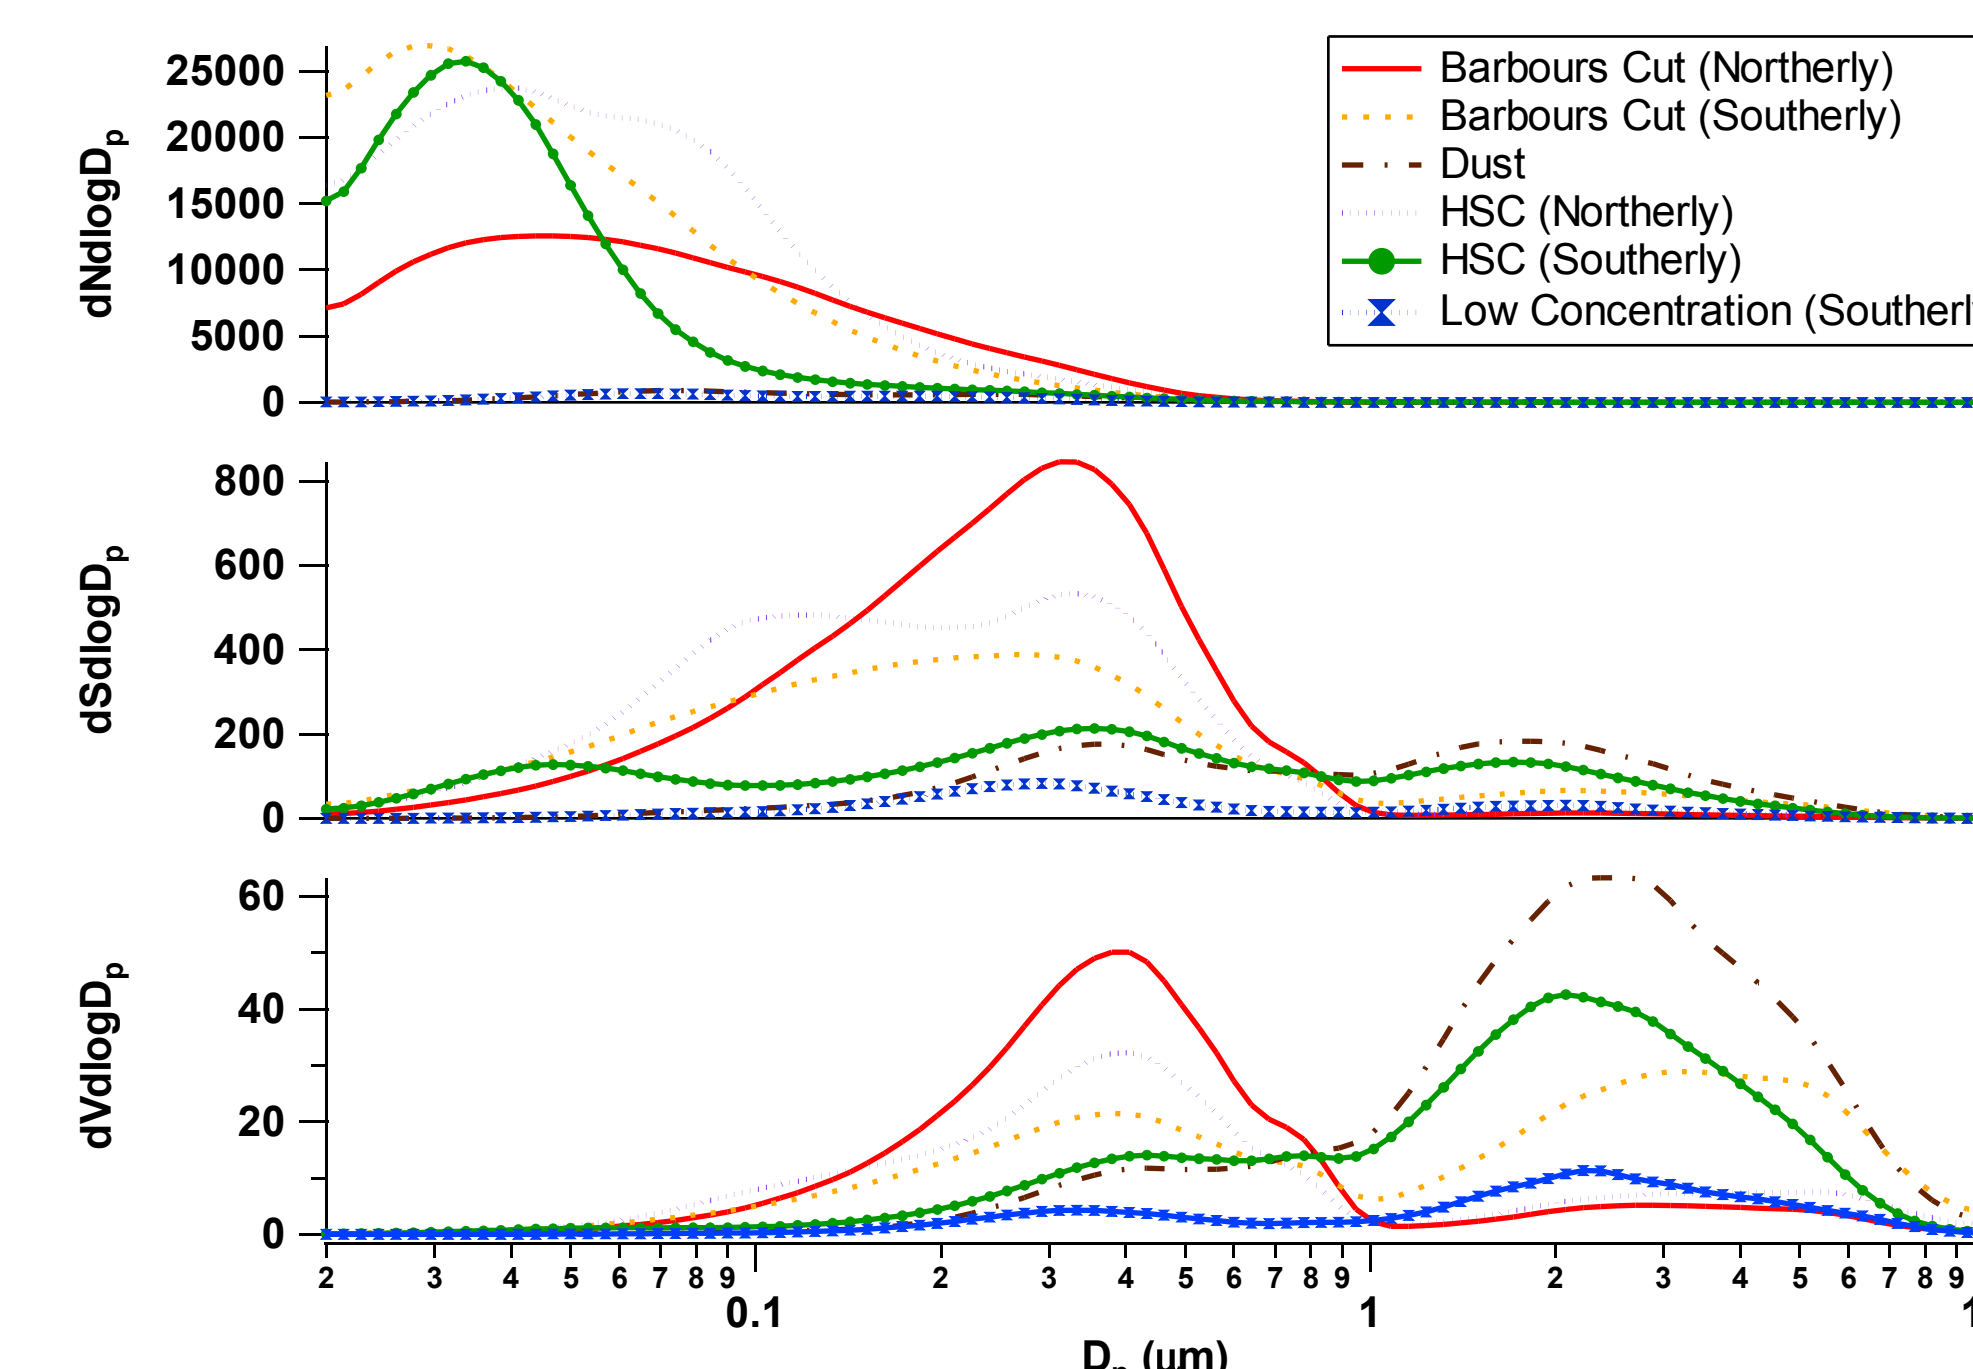 25000
20000
15000
10000
5000
0
dNdlogDp
Barbours Cut (Northerly)
Barbours Cut (Southerly)
Dust
HSC (Northerly)
HSC (Southerly)
Low Concentration (Southerl
800
600
400
200
0
dSdlogDp
60
40
20
0
dVdlogDp
2 3 4 5 6 7 8 9 2 3 4 5 6 7 8 9 2 3 4 5 6 7 8 9
0.1 1 1
Dp (um)